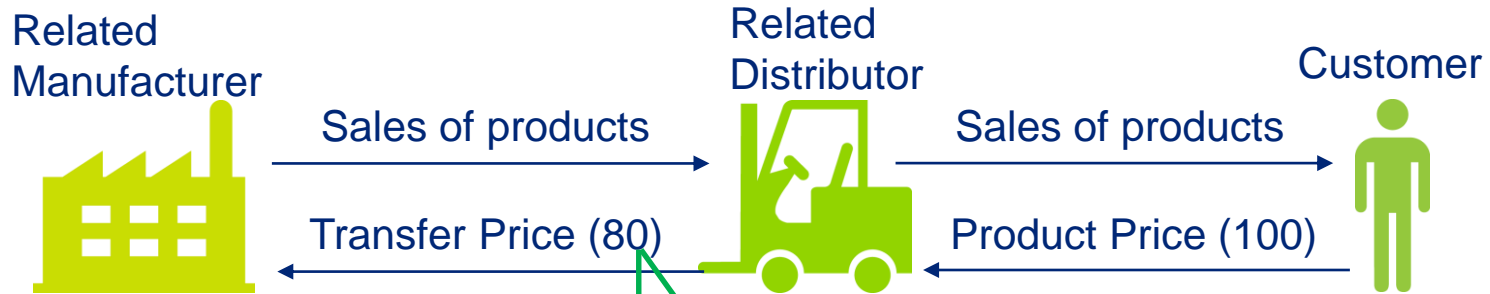 Related
Manufacturer
Related
Distributor
Customer
Sales of products
Sales of products
Transfer Price (80)
Product Price (100)